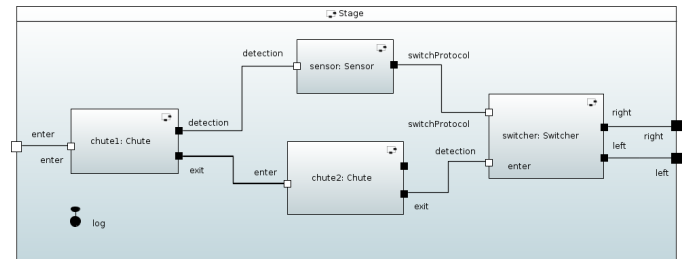 Stage
detection
sensor: Sensor
switchProtocol
enter
enter
chute1: Chute
detection
exit
enter
chute2: Chute
exit
switchProtocol
detection
switcher: Switcher
enter
right
right
left
left
log